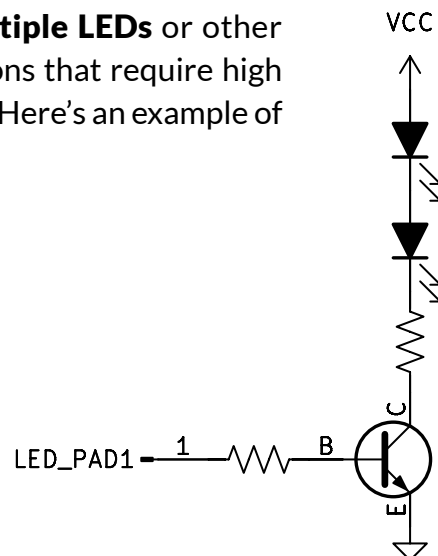 tiple LEDs or other
ons that require high
Here's an example of
VCC
C
LED_PAD1 1 B
E